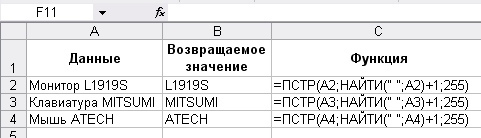 F11 fx
A B C
1 Данные Возвращаемое значение Функция
2 Монитор L1919S L1919S =ПСТР(A2;НАЙТИ(" ";A2)+1;255)
3 Клавиатура MITSUMI MITSUMI =ПСТР(A3;НАЙТИ(" ";A3)+1;255)
4 Мышь ATECH ATECH =ПСТР(A4;НАЙТИ(" ";A4)+1;255)